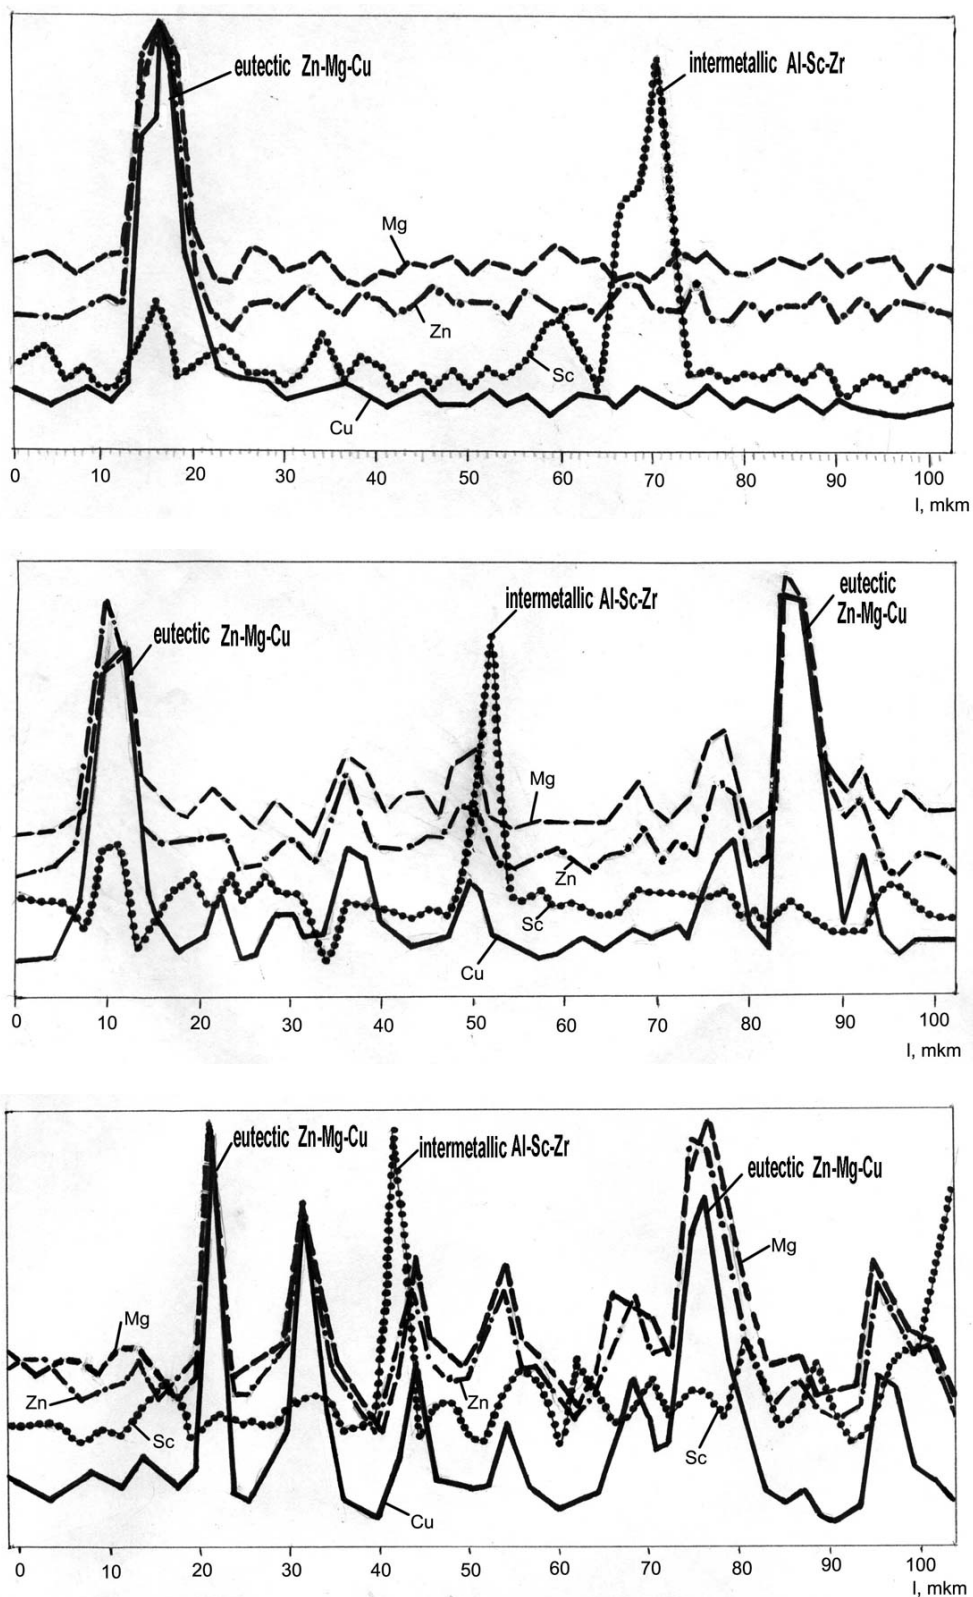 eutectic Zn-Mg-Cu
intermetallic Al-Sc-Zr
Mg
Zn
Sc
Cu
0 10 20 30 40 50 60 70 80 90 100
l, mkm
eutectic Zn-Mg-Cu
intermetallic Al-Sc-Zr
eutectic
Zn-Mg-Cu
Mg
Zn
Sc
Cu
0 10 20 30 40 50 60 70 80 90 100
l, mkm
eutectic Zn-Mg-Cu
intermetallic Al-Sc-Zr
eutectic Zn-Mg-Cu
Mg
Mg
Zn
Zn
Sc
Sc
Cu
0 10 20 30 40 50 60 70 80 90 100
l, mkm